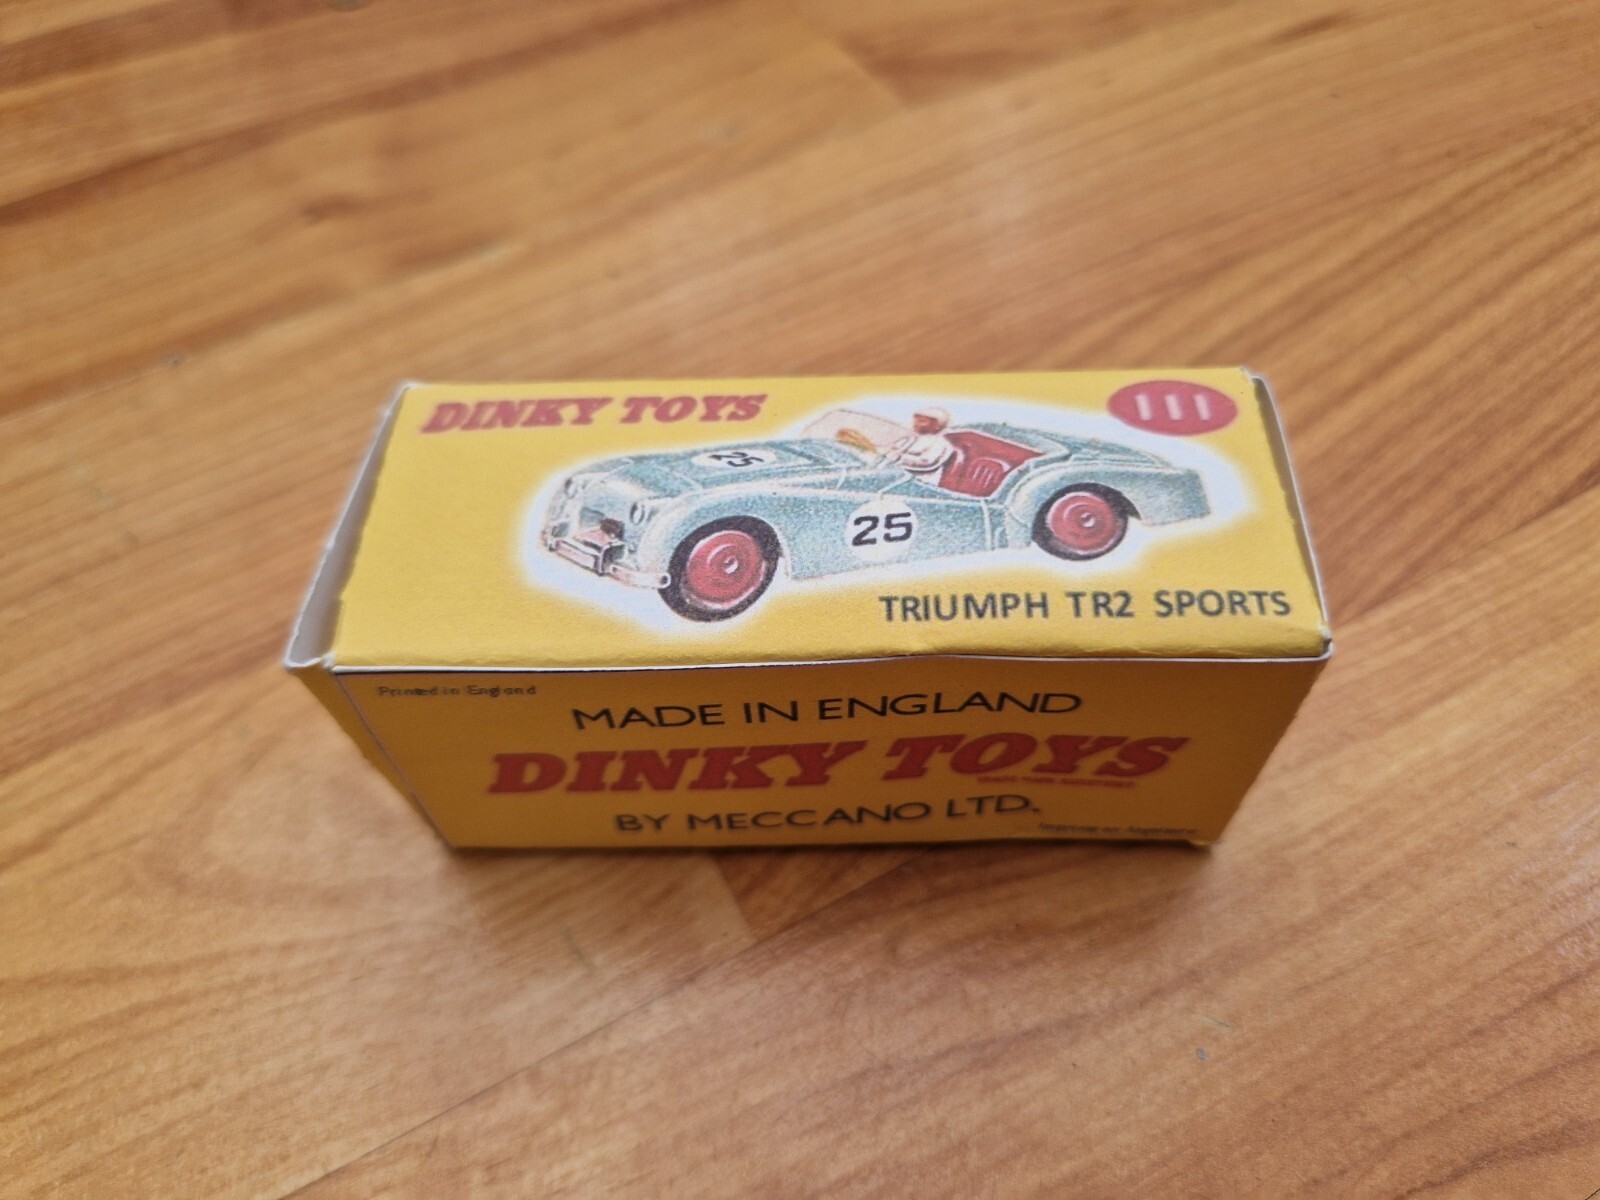 DINKY TOYS
111
25
25
TRIUMPH TR2 SPORTS
Printed in England
MADE IN ENGLAND
DINKY TOYS
BY MECCANO LTD.